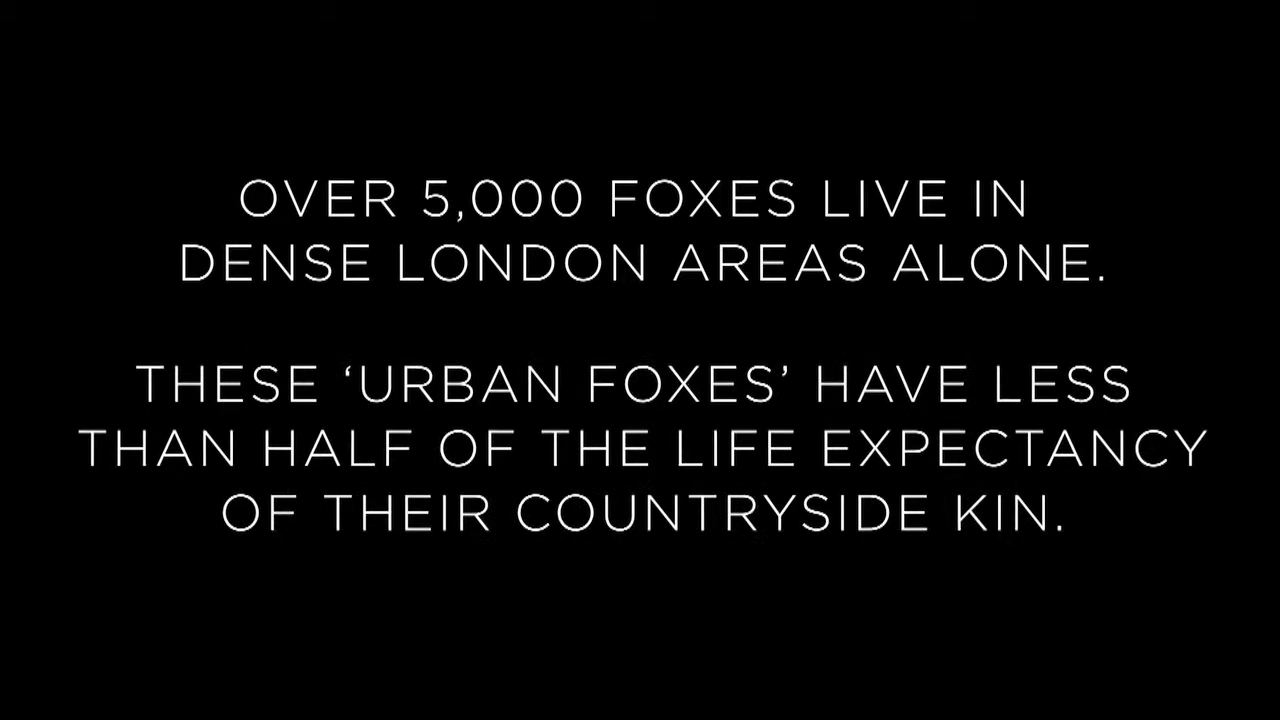 OVER 5,000 FOXES LIVE IN
DENSE LONDON AREAS ALONE.
THESE ‘URBAN FOXES’ HAVE LESS
THAN HALF OF THE LIFE EXPECTANCY
OF THEIR COUNTRYSIDE KIN.